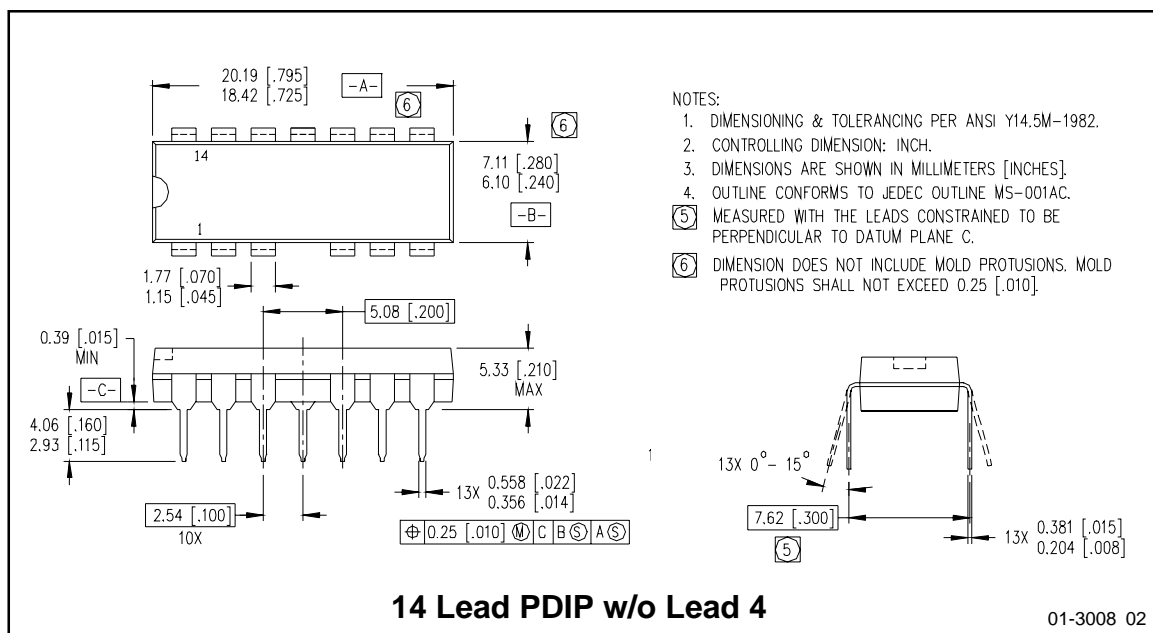 20.19 [.795]
18.42 [.725]
-A-
6
6
14
1
7.11 [.280]
6.10 [.240]
-B-
1.77 [.070]
1.15 [.045]
5.08 [.200]
0.39 [.015]
MIN
-C-
5.33 [.210]
MAX
4.06 [.160]
2.93 [.115]
2.54 [.100]
10X
13X 0.558 [.022]
0.356 [.014]
⌖ 0.25 [.010] Ⓜ C B Ⓢ A Ⓢ
NOTES:
1. DIMENSIONING & TOLERANCING PER ANSI Y14.5M-1982.
2. CONTROLLING DIMENSION: INCH.
3. DIMENSIONS ARE SHOWN IN MILLIMETERS [INCHES].
4. OUTLINE CONFORMS TO JEDEC OUTLINE MS-001AC.
5 MEASURED WITH THE LEADS CONSTRAINED TO BE
PERPENDICULAR TO DATUM PLANE C.
6 DIMENSION DOES NOT INCLUDE MOLD PROTUSIONS. MOLD
PROTUSIONS SHALL NOT EXCEED 0.25 [.010].
13X 0°- 15°
7.62 [.300]
5
13X 0.381 [.015]
0.204 [.008]
14 Lead PDIP w/o Lead 4
01-3008 02